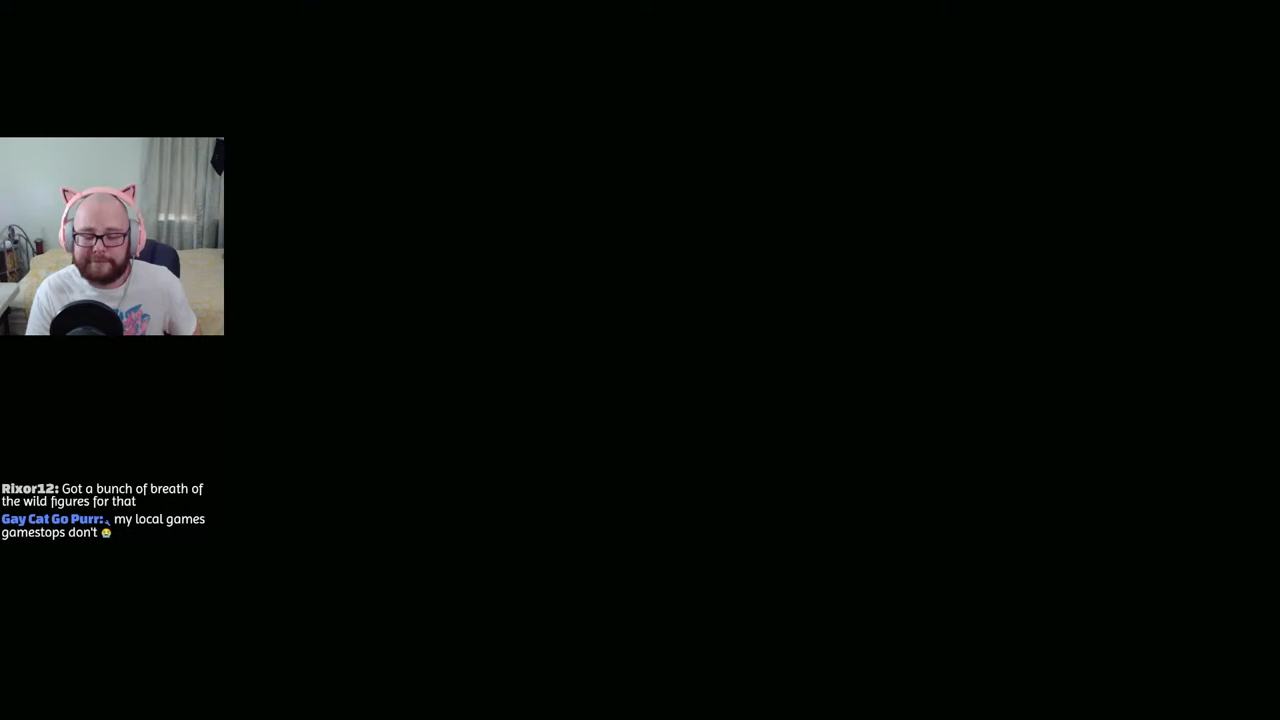 Rixor12: Got a bunch of breath of
the wild figures for that
Gay Cat Go Purr: my local games
gamestops don't 😭